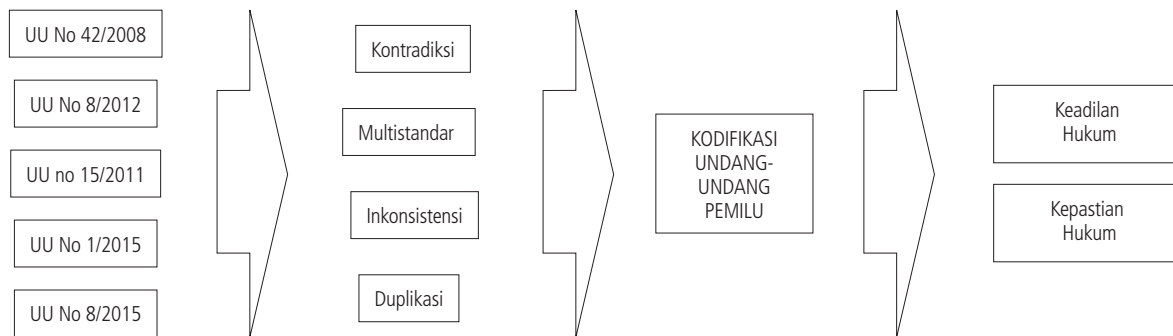 UU No 42/2008
UU No 8/2012
UU no 15/2011
UU No 1/2015
UU No 8/2015
Kontradiksi
Multistandar
Inkonsistensi
Duplikasi
KODIFIKASI
UNDANG-
UNDANG
PEMILU
Keadilan
Hukum
Kepastian
Hukum